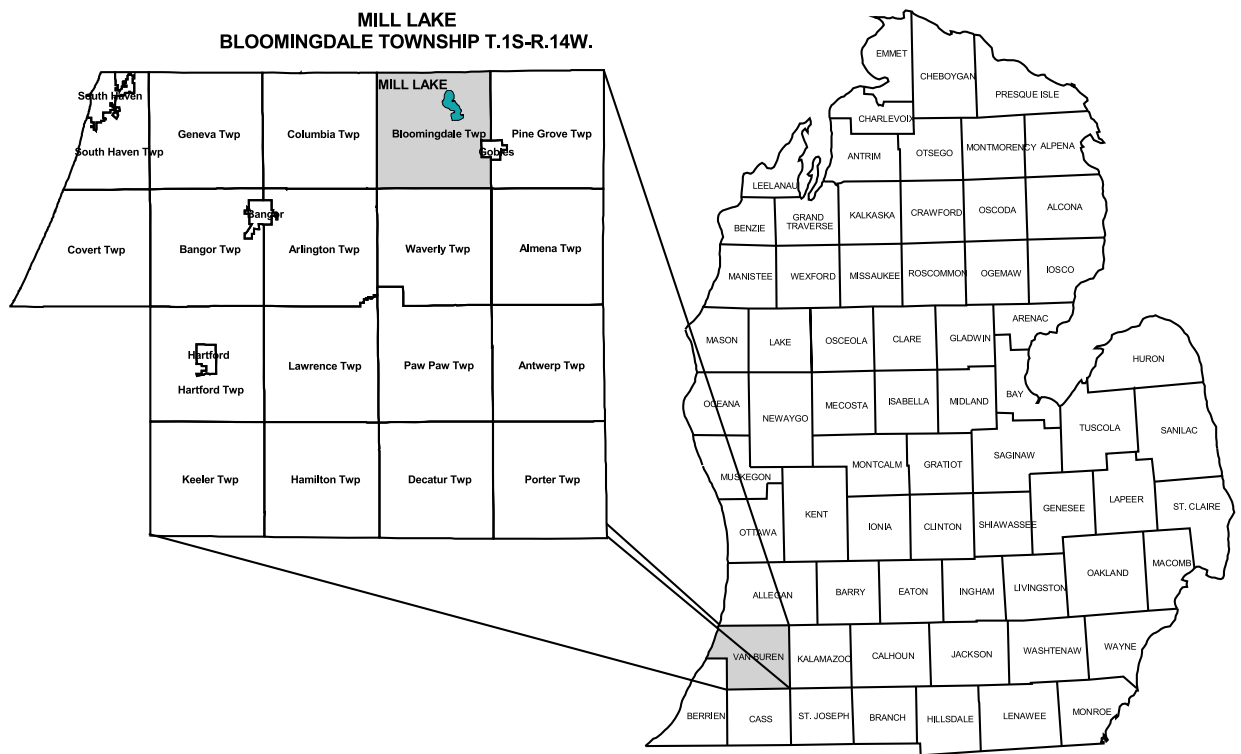 MILL LAKE
BLOOMINGDALE TOWNSHIP T.1S-R.14W.
South Haven
South Haven Twp
Geneva Twp
Columbia Twp
MILL LAKE
Bloomingdale Twp
Gobles
Pine Grove Twp
Covert Twp
Bangor
Bangor Twp
Arlington Twp
Waverly Twp
Almena Twp
Hartford
Hartford Twp
Lawrence Twp
Paw Paw Twp
Antwerp Twp
Keeler Twp
Hamilton Twp
Decatur Twp
Porter Twp
EMMET
CHEBOYGAN
PRESQUE ISLE
CHARLEVOIX
ANTRIM
OTSEGO
MONTMORENCY
ALPENA
LEELANAU
BENZIE
GRAND
TRAVERSE
KALKASKA
CRAWFORD
OSCODA
ALCONA
MANISTEE
WEXFORD
MISSAUKEE
ROSCOMMON
OGEMAW
IOSCO
ARENAC
MASON
LAKE
OSCEOLA
CLARE
GLADWIN
HURON
OCEANA
NEWAYGO
MECOSTA
ISABELLA
MIDLAND
BAY
TUSCOLA
SANILAC
MUSKEGON
MONTCALM
GRATIOT
SAGINAW
OTTAWA
KENT
IONIA
CLINTON
SHIAWASSEE
GENESEE
LAPEER
ST. CLAIRE
ALLEGAN
BARRY
EATON
INGHAM
LIVINGSTON
OAKLAND
MACOMB
VAN BUREN
KALAMAZOO
CALHOUN
JACKSON
WASHTENAW
WAYNE
BERRIEN
CASS
ST. JOSEPH
BRANCH
HILLSDALE
LENAWEE
MONROE